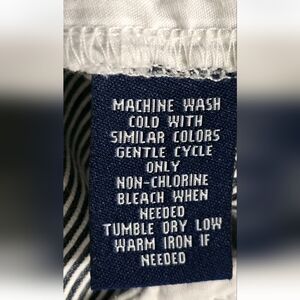 MACHINE WASH
COLD WITH
SIMILAR COLORS
GENTLE CYCLE
ONLY
NON-CHLORINE
BLEACH WHEN
NEEDED
TUMBLE DRY LOW
WARM IRON IF
NEEDED